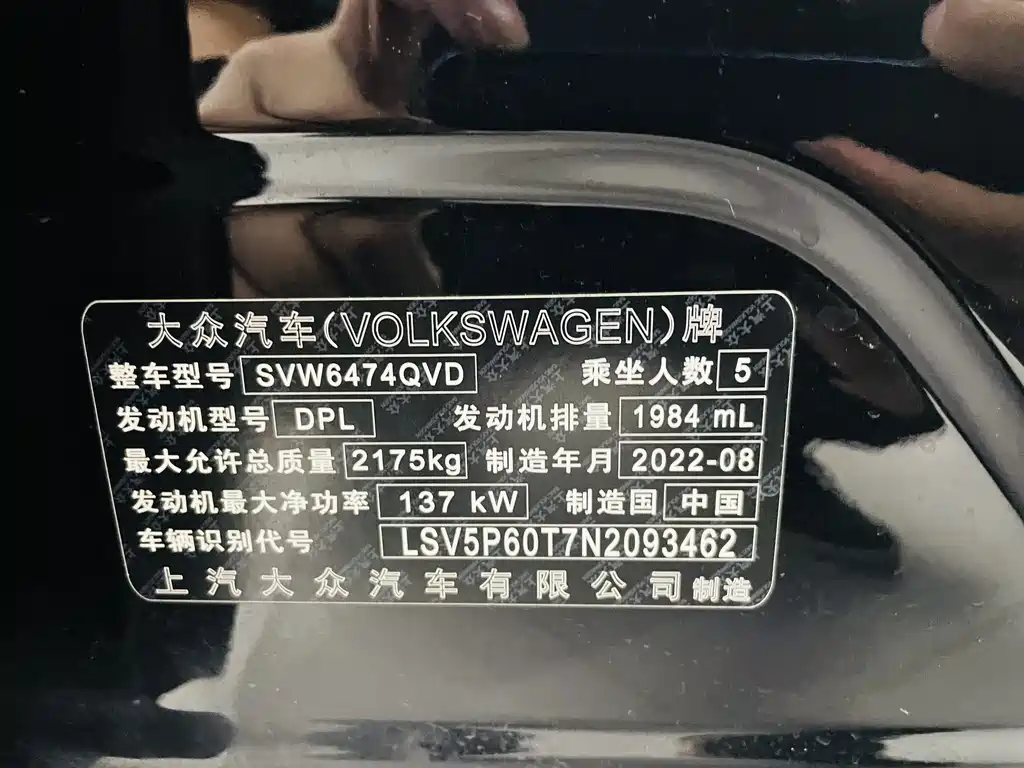 大众汽车(VOLKSWAGEN)牌
整车型号 SVW6474QVD 乘坐人数 5
发动机型号 DPL 发动机排量 1984 mL
最大允许总质量 2175kg 制造年月 2022-08
发动机最大净功率 137 kW 制造国 中国
车辆识别代号 LSV5P60T7N2093462
上汽大众汽车有限公司制造